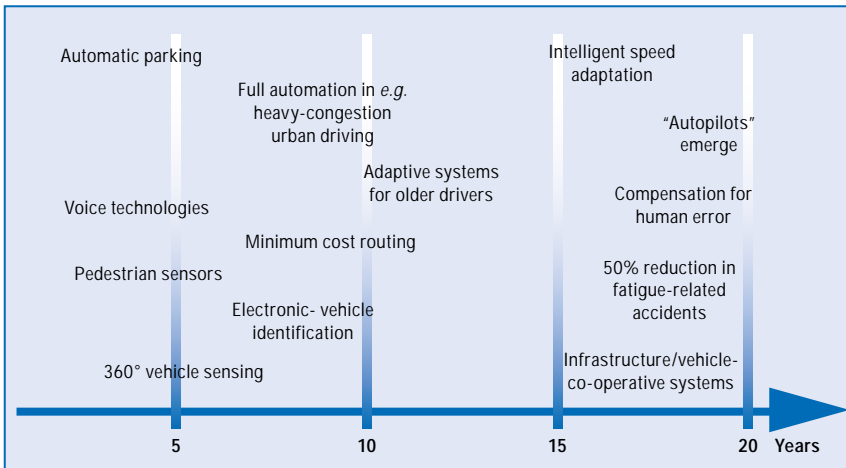 Automatic parking
Voice technologies
Pedestrian sensors
360° vehicle sensing
Full automation in e.g.
heavy-congestion
urban driving
Minimum cost routing
Electronic- vehicle
identification
Adaptive systems
for older drivers
Intelligent speed
adaptation
"Autopilots"
emerge
Compensation for
human error
50% reduction in
fatigue-related
accidents
Infrastructure/vehicle-
co-operative systems
5 10 15 20 Years